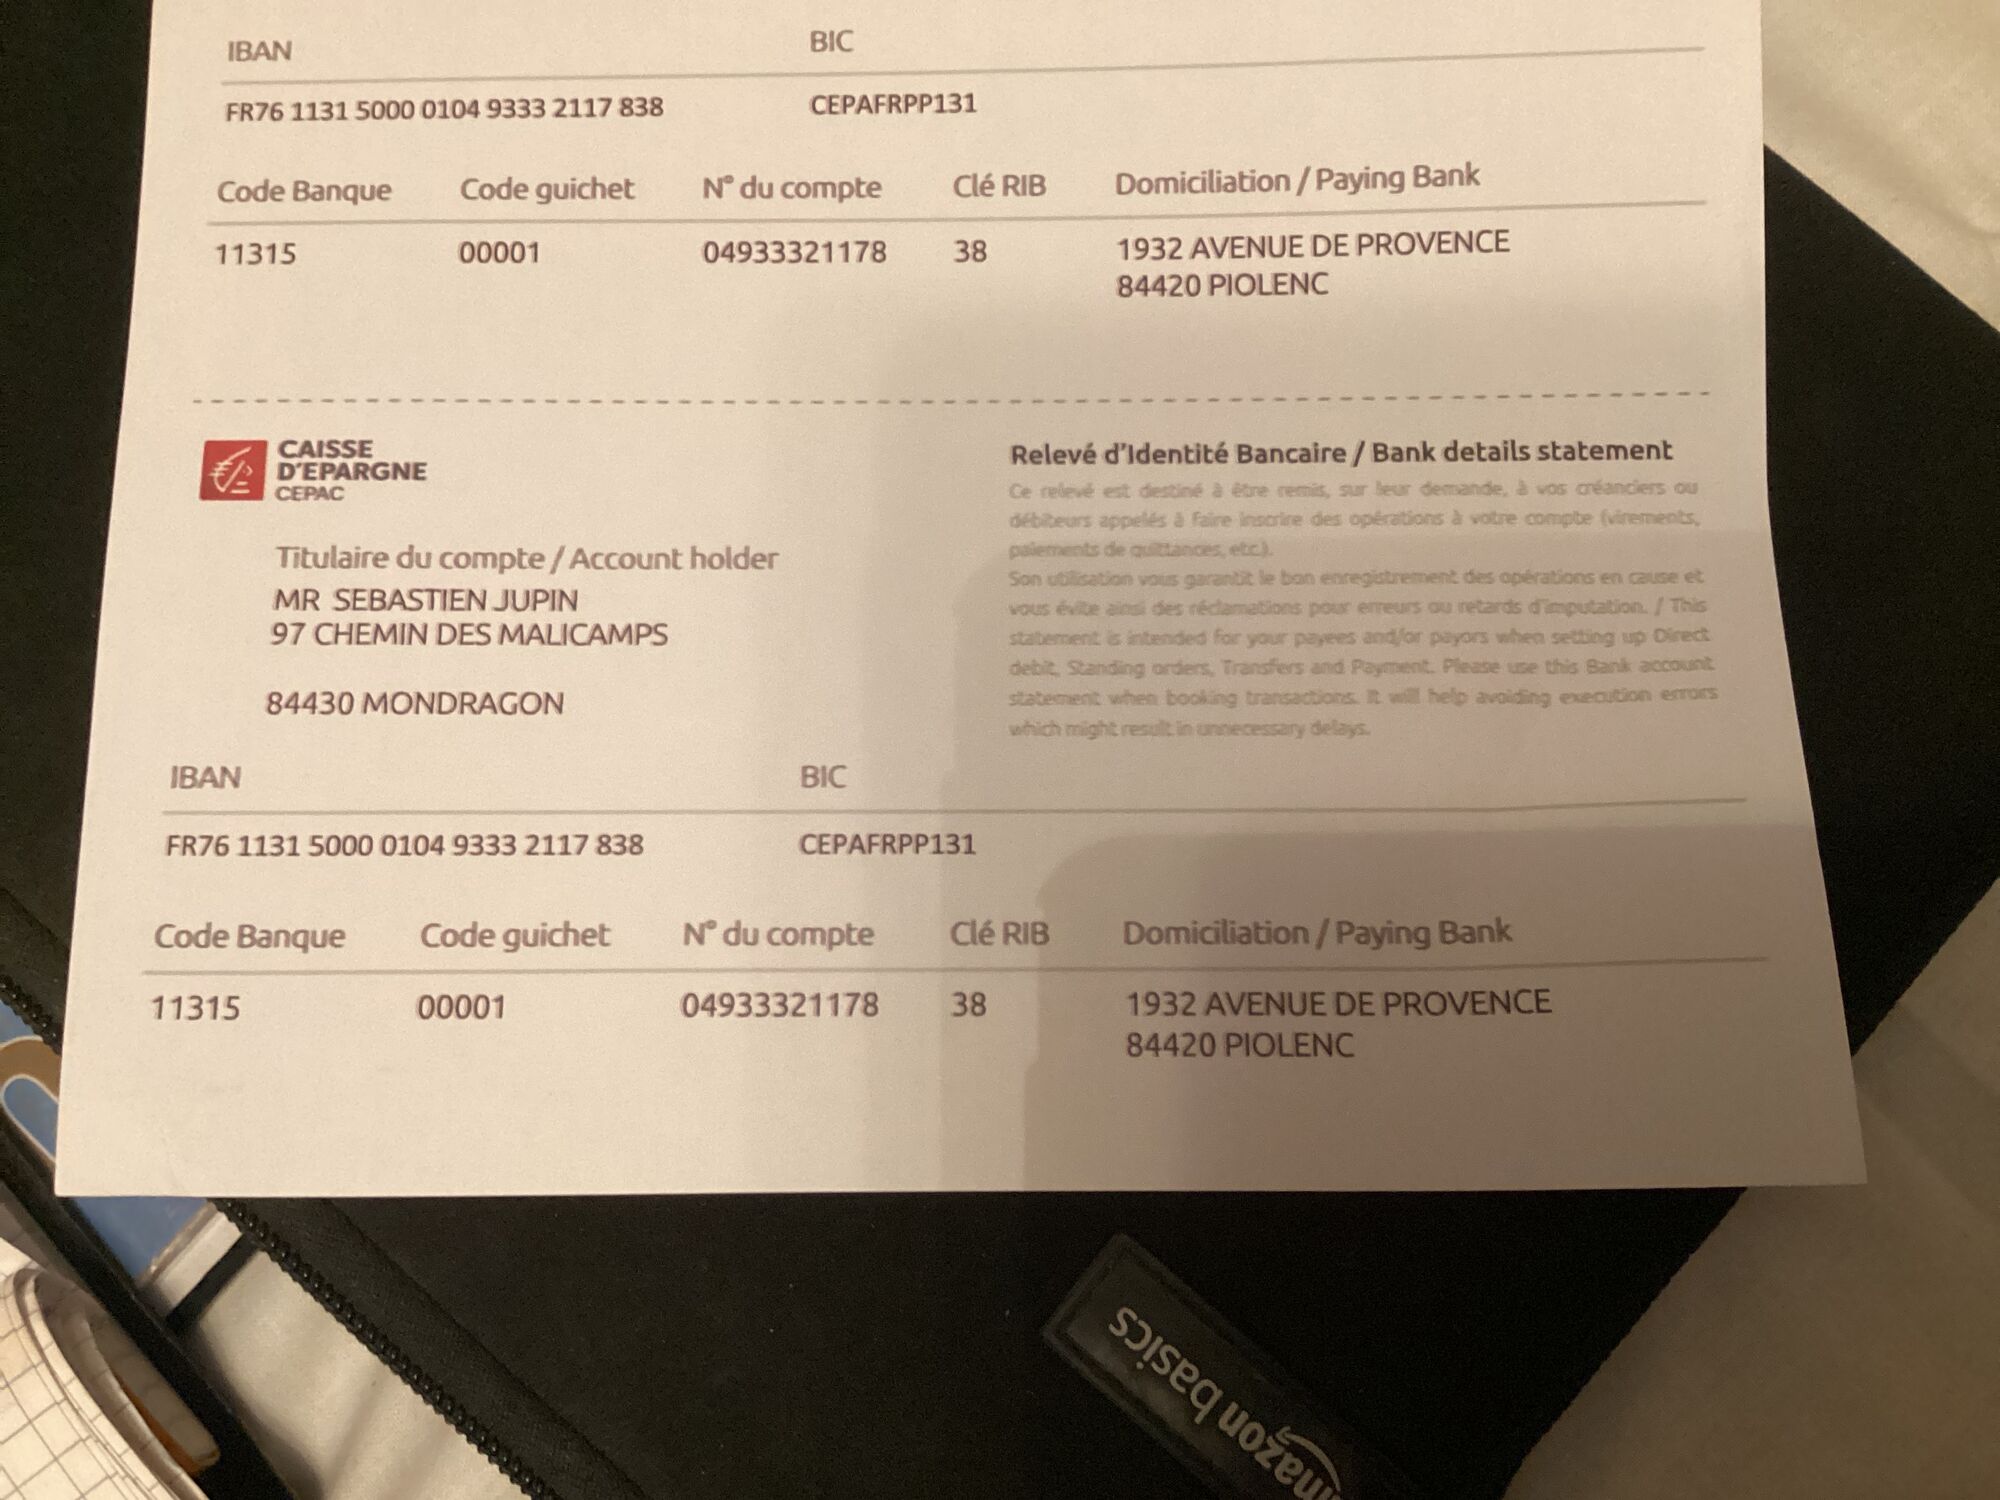 IBAN BIC
FR76 1131 5000 0104 9333 2117 838 CEPAFRPP131
Code Banque Code guichet N° du compte Clé RIB Domiciliation / Paying Bank
11315 00001 04933321178 38 1932 AVENUE DE PROVENCE
84420 PIOLENC
CAISSE
D'EPARGNE
CEPAC
Relevé d'Identité Bancaire / Bank details statement
Ce relevé est destiné à être remis, sur leur demande, à vos créanciers ou
débiteurs appelés à faire inscrire des opérations à votre compte (virements,
paiements de quittances, etc.).
Son utilisation vous garantit le bon enregistrement des opérations en cause et
vous évite ainsi des réclamations pour erreurs ou retards d'imputation. / This
statement is intended for your payees and/or payors when setting up Direct
debit, Standing orders, Transfers and Payment. Please use this Bank account
statement when booking transactions. It will help avoiding execution errors
which might result in unnecessary delays.
Titulaire du compte / Account holder
MR SEBASTIEN JUPIN
97 CHEMIN DES MALICAMPS
84430 MONDRAGON
IBAN BIC
FR76 1131 5000 0104 9333 2117 838 CEPAFRPP131
Code Banque Code guichet N° du compte Clé RIB Domiciliation / Paying Bank
11315 00001 04933321178 38 1932 AVENUE DE PROVENCE
84420 PIOLENC
amazon basics